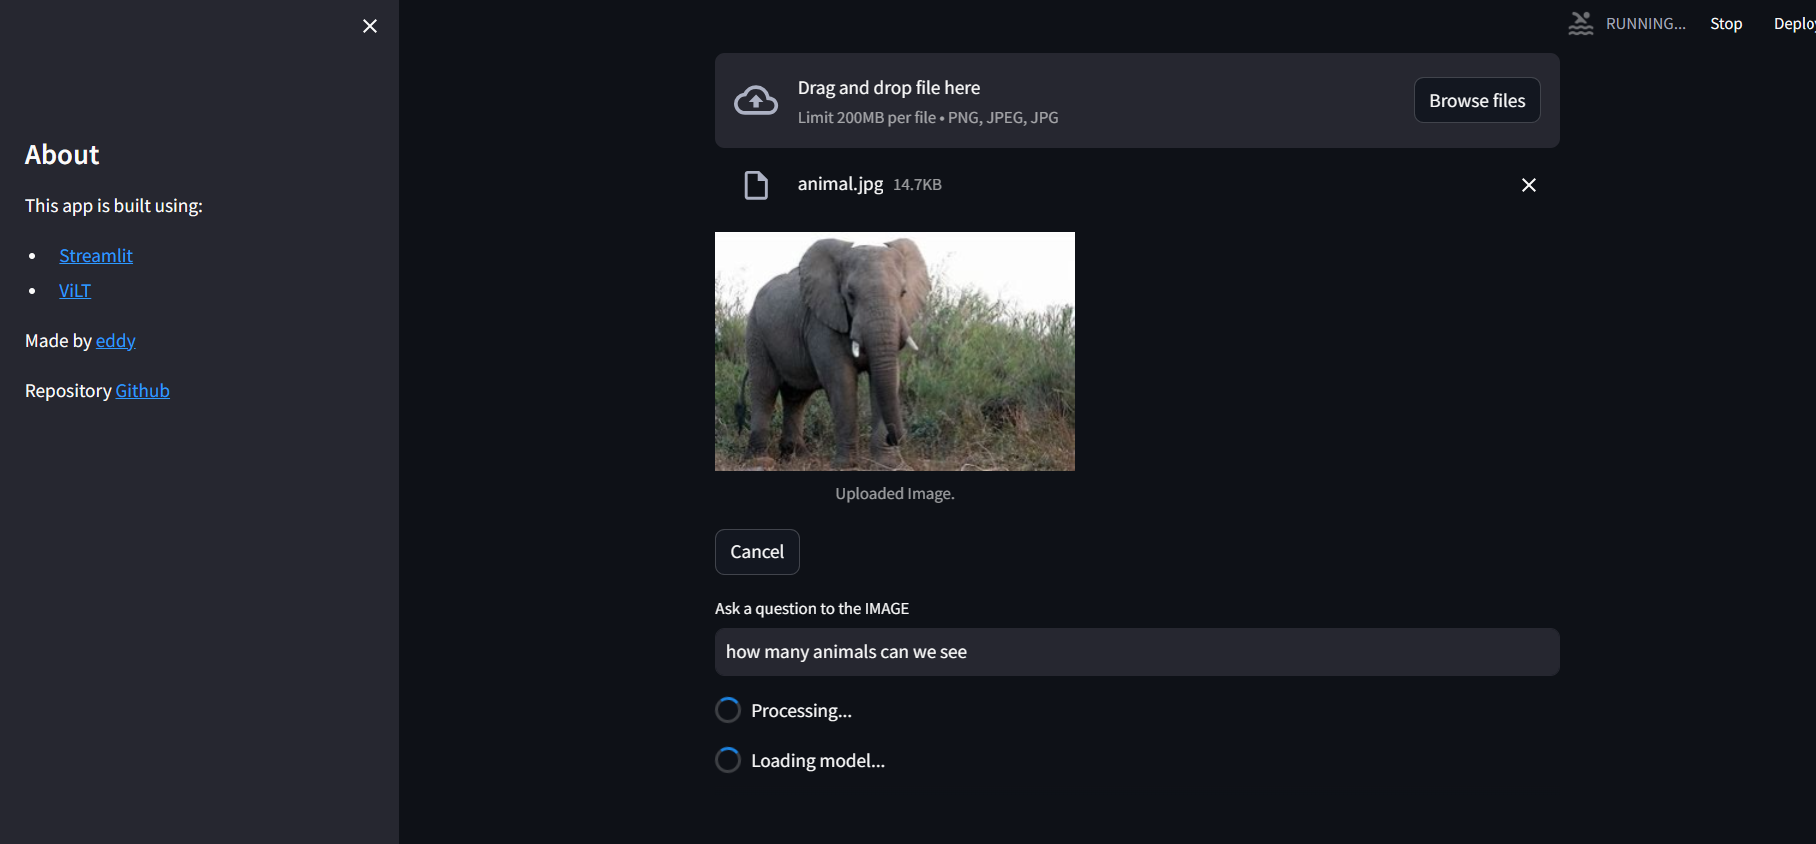 About
This app is built using:
Streamlit
ViLT
Made by eddy
Repository Github
RUNNING...
Stop
Drag and drop file here
Limit 200MB per file • PNG, JPEG, JPG
Browse files
animal.jpg 14.7KB
Uploaded Image.
Cancel
Ask a question to the IMAGE
how many animals can we see
Processing...
Loading model...